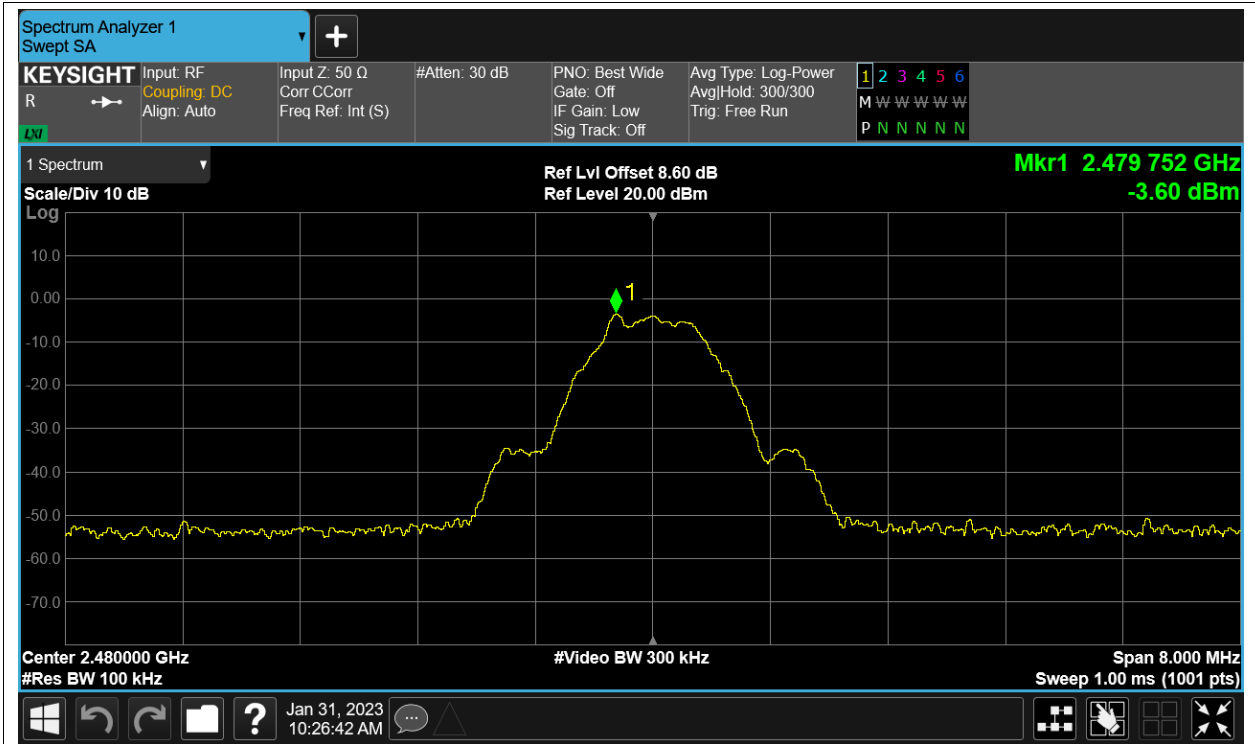 Spectrum Analyzer 1
Swept SA
KEYSIGHT
R
LXI
Input: RF
Coupling: DC
Align: Auto
Input Z: 50 Ω
Corr CCorr
Freq Ref: Int (S)
#Atten: 30 dB
PNO: Best Wide
Gate: Off
IF Gain: Low
Sig Track: Off
Avg Type: Log-Power
Avg|Hold: 300/300
Trig: Free Run
1 2 3 4 5 6
M W W W W W
P N N N N N
1 Spectrum
Scale/Div 10 dB
Ref Lvl Offset 8.60 dB
Ref Level 20.00 dBm
Mkr1 2.479 752 GHz
-3.60 dBm
Log
10.0
0.00
-10.0
-20.0
-30.0
-40.0
-50.0
-60.0
-70.0
1
Center 2.480000 GHz
#Video BW 300 kHz
Span 8.000 MHz
#Res BW 100 kHz
Sweep 1.00 ms (1001 pts)
?
Jan 31, 2023
10:26:42 AM